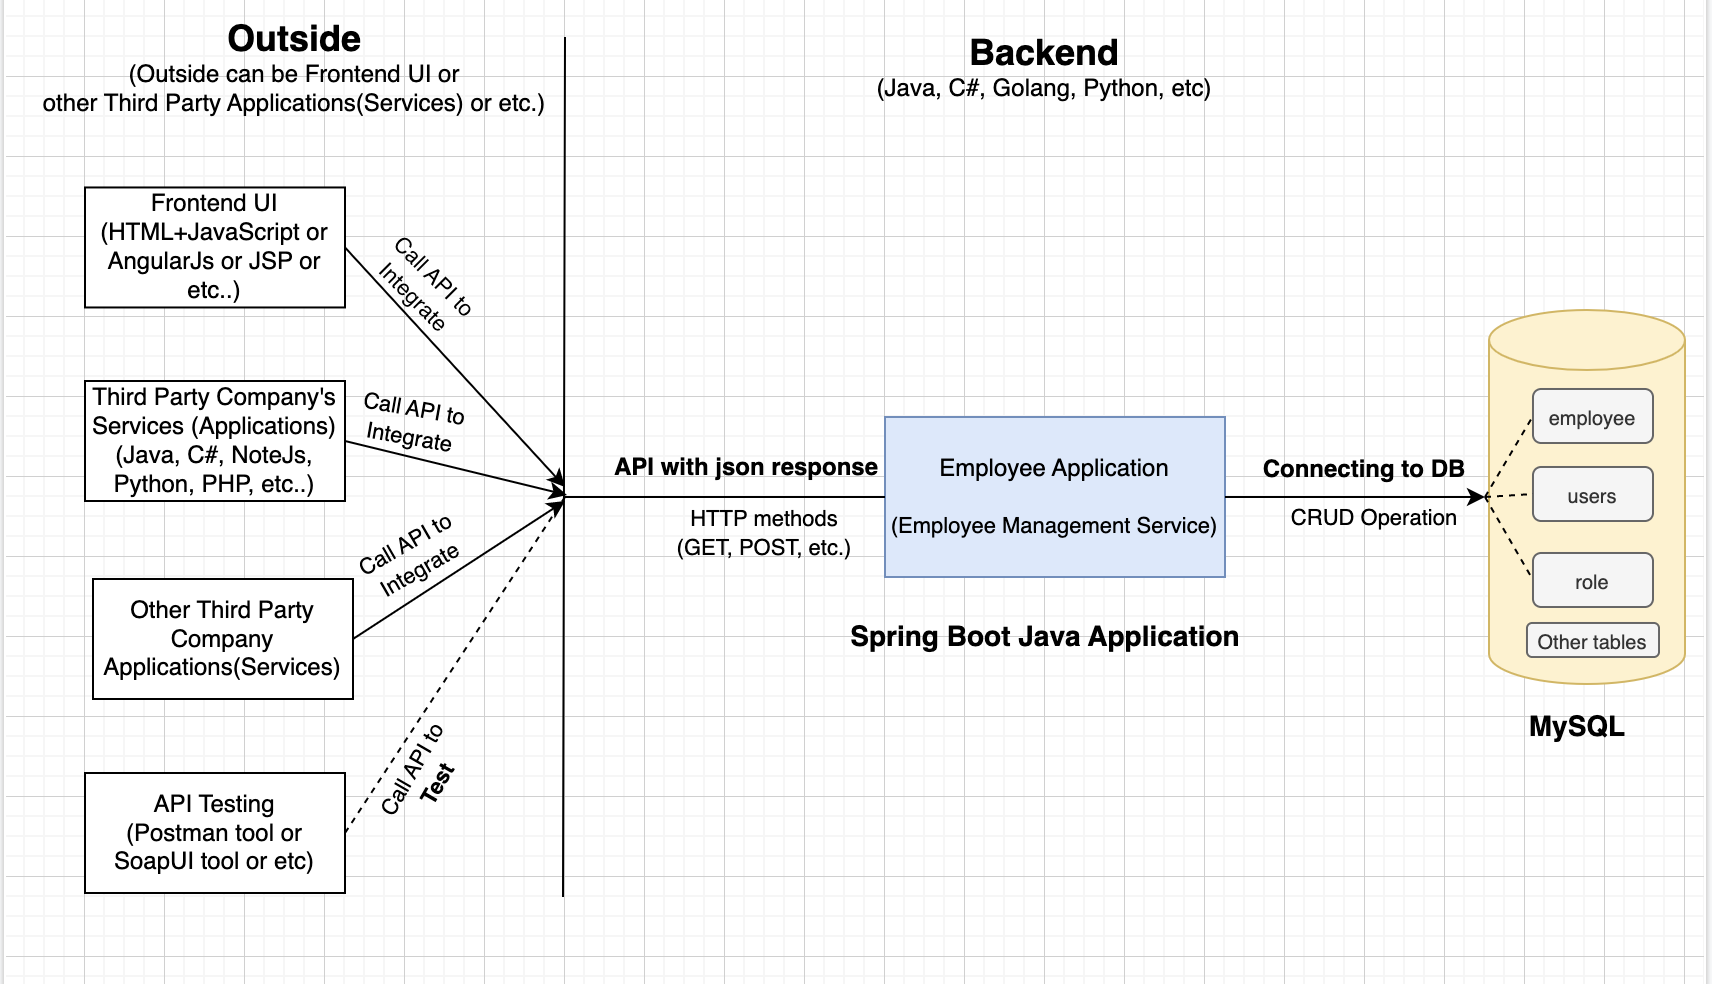 Outside
(Outside can be Frontend UI or
other Third Party Applications(Services) or etc.)
Backend
(Java, C#, Golang, Python, etc)
Frontend UI
(HTML+JavaScript or
AngularJs or JSP or
etc..)
Call API to
Integrate
Third Party Company's
Services (Applications)
(Java, C#, NoteJs,
Python, PHP, etc..)
Call API to
Integrate
Other Third Party
Company
Applications(Services)
Call API to
Integrate
API Testing
(Postman tool or
SoapUI tool or etc)
Call API to
Test
API with json response
HTTP methods
(GET, POST, etc.)
Employee Application
(Employee Management Service)
Spring Boot Java Application
Connecting to DB
CRUD Operation
employee
users
role
Other tables
MySQL